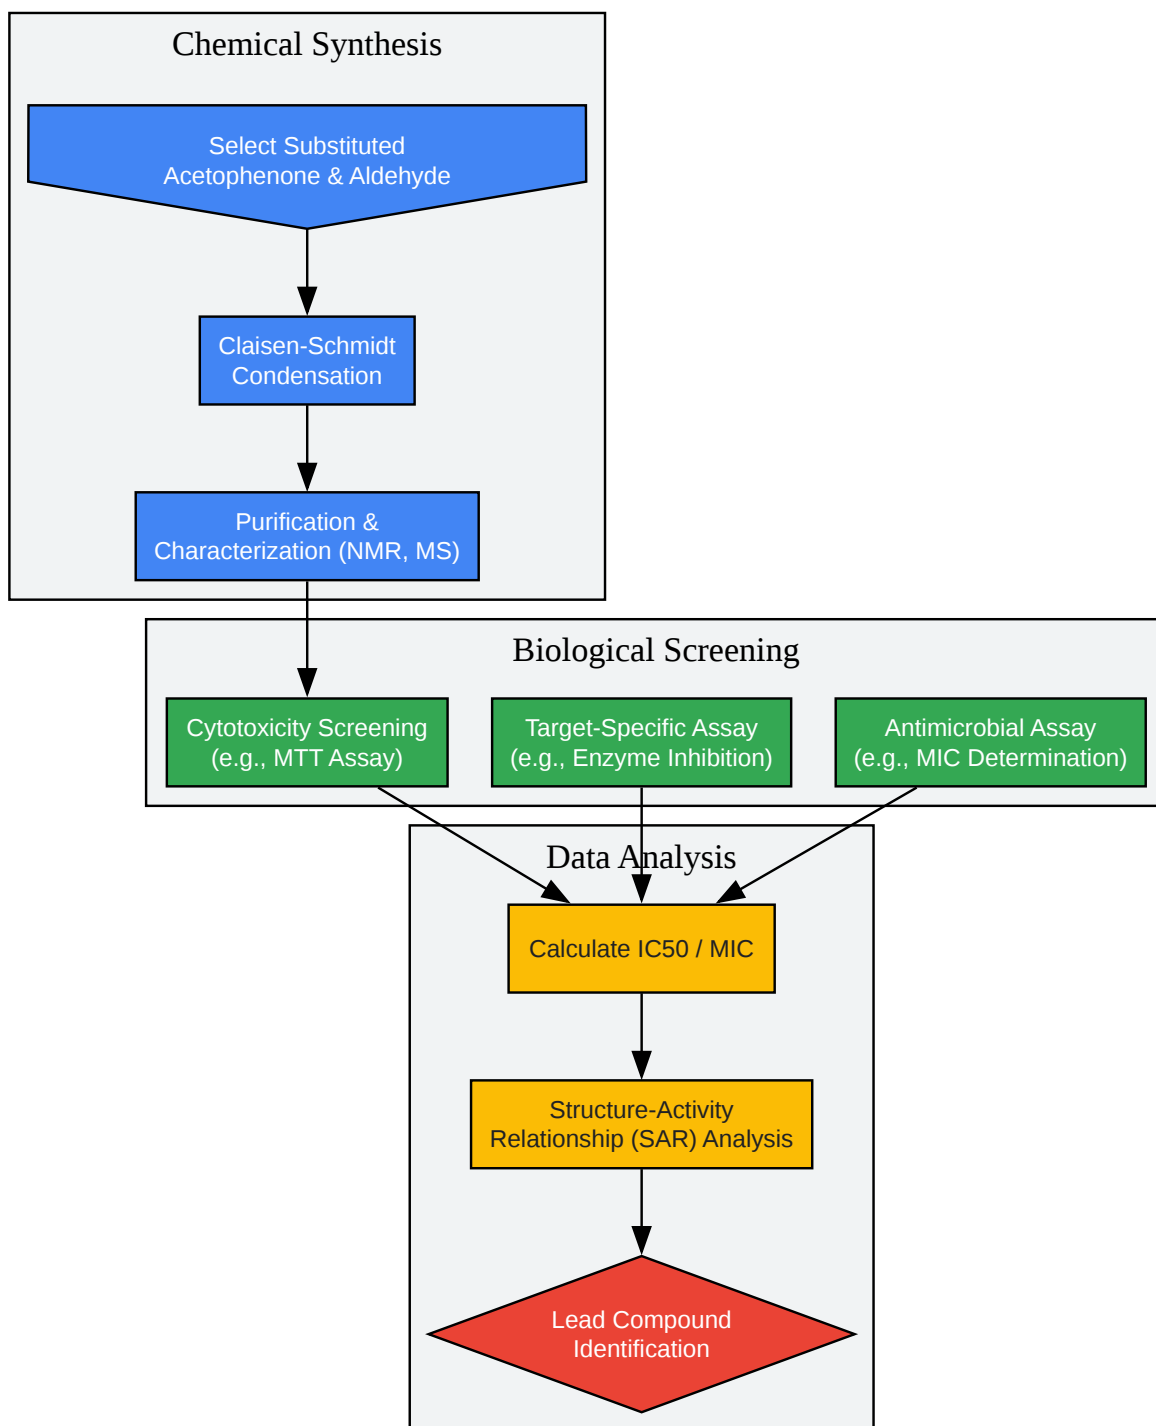 Chemical Synthesis
Select Substituted
Acetophenone & Aldehyde
Claisen-Schmidt
Condensation
Purification &
Characterization (NMR, MS)
Biological Screening
Cytotoxicity Screening
(e.g., MTT Assay)
Target-Specific Assay
(e.g., Enzyme Inhibition)
Antimicrobial Assay
(e.g., MIC Determination)
Data Analysis
Calculate IC50 / MIC
Structure-Activity
Relationship (SAR) Analysis
Lead Compound
Identification